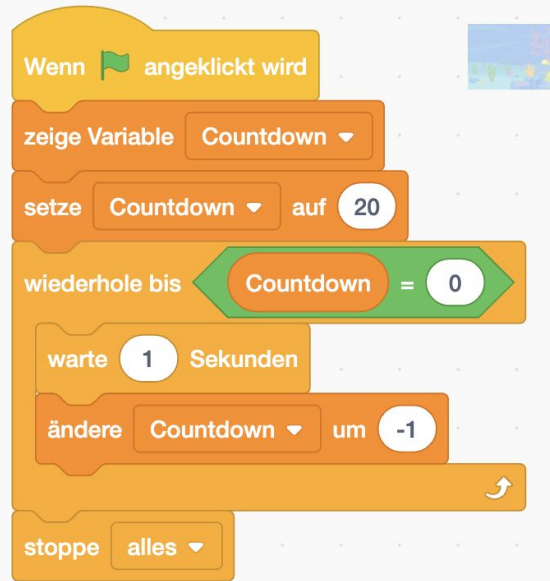 Wenn angeklickt wird
zeige Variable Countdown
setze Countdown auf 20
wiederhole bis Countdown = 0
warte 1 Sekunden
ändere Countdown um -1
stoppe alles